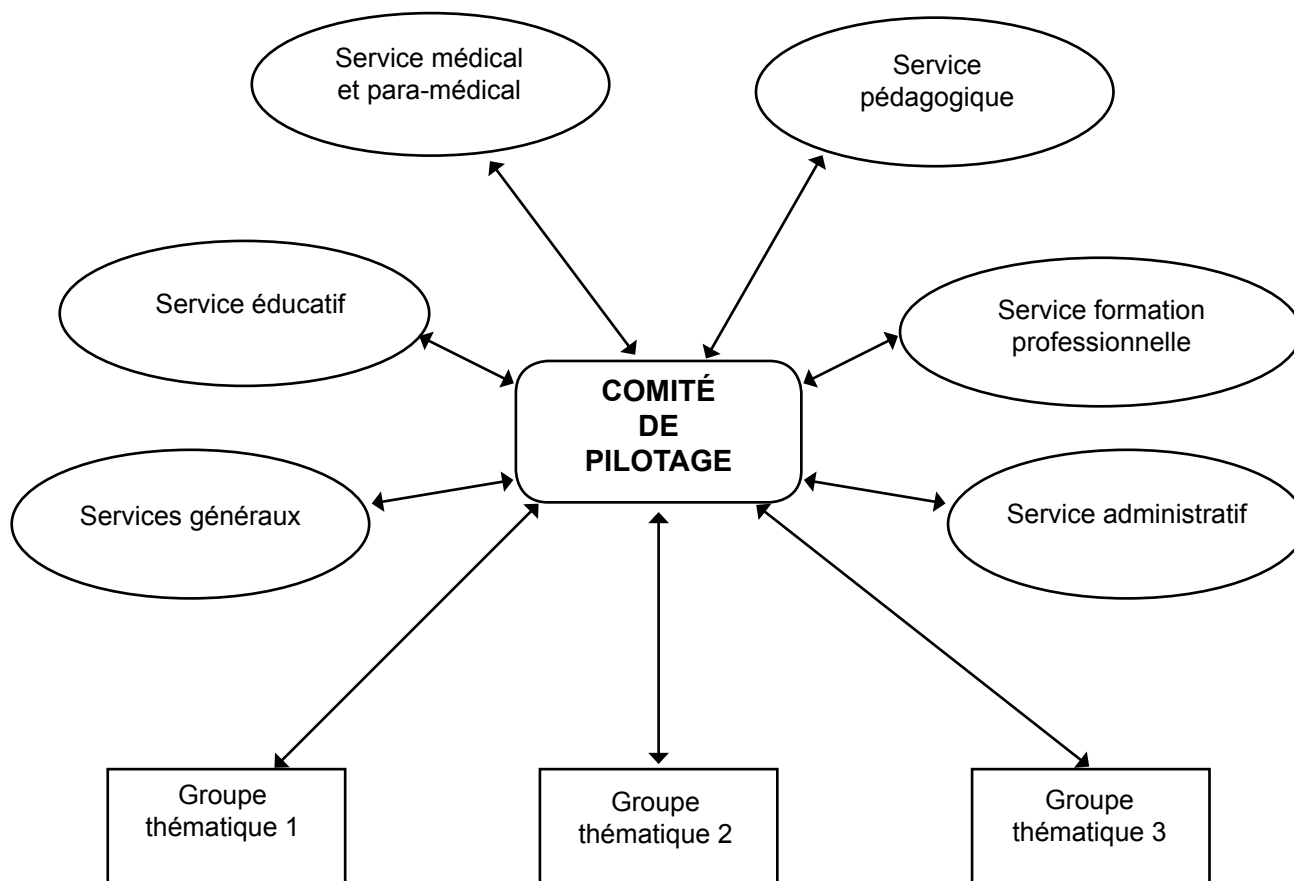 Service médical
et para-médical
Service
pédagogique
Service éducatif
Service formation
professionnelle
COMITÉ
DE
PILOTAGE
Services généraux
Service administratif
Groupe
thématique 1
Groupe
thématique 2
Groupe
thématique 3